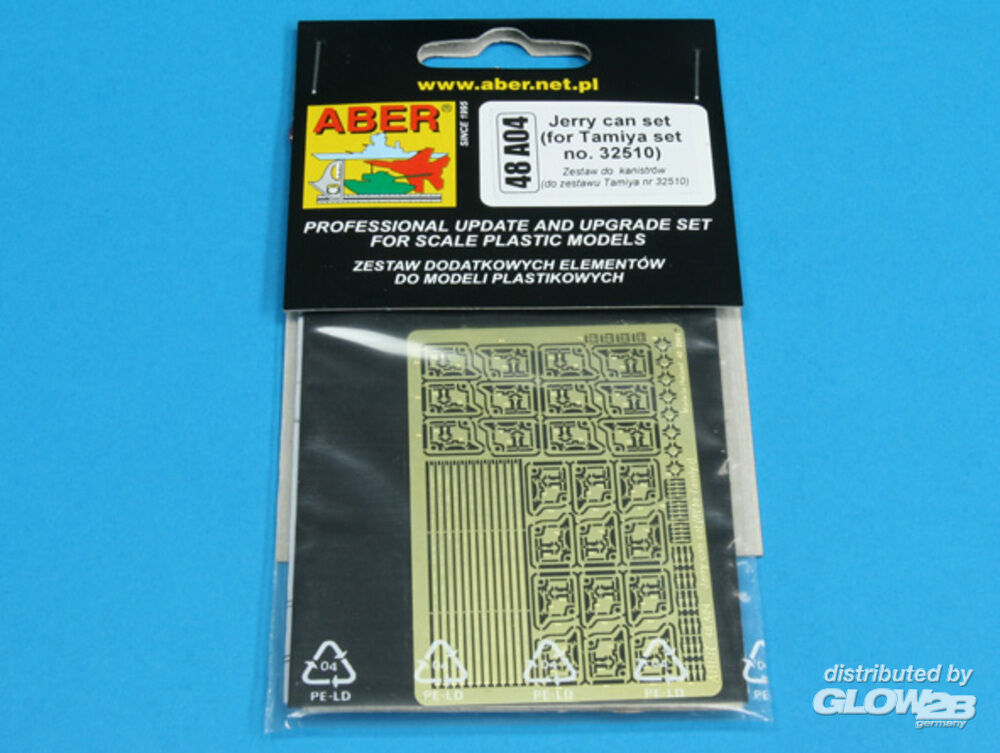 www.aber.net.pl
ABER®
SINCE 1995
48 A04
Jerry can set
(for Tamiya set
no. 32510)
Zestaw do kanistrów
(do zestawu Tamiya nr 32510)
PROFESSIONAL UPDATE AND UPGRADE SET
FOR SCALE PLASTIC MODELS
ZESTAW DODATKOWYCH ELEMENTÓW
DO MODELI PLASTIKOWYCH
04
PE-LD
04
PE-LD
04
PE-LD
04
PE-LD
distributed by
GLOW2B
germany